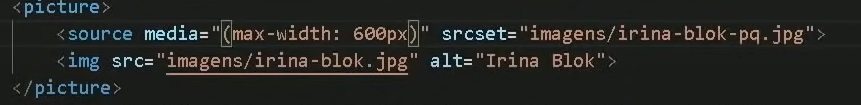 <picture>
<source media="(max-width: 600px)" srcset="imagens/irina-blok-pq.jpg">
<img src="imagens/irina-blok.jpg" alt="Irina Blok">
</picture>